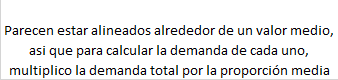 Parecen estar alineados alrededor de un valor medio,
asi que para calcular la demanda de cada uno,
multiplico la demanda total por la proporción media